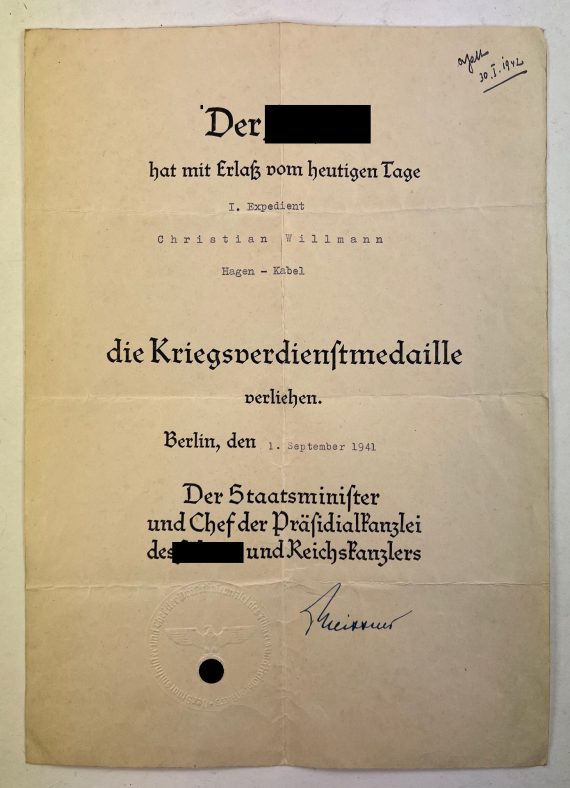 30.I.1942
Der
hat mit Erlaß vom heutigen Tage
I. Expedient
Christian Willmann
Hagen - Kabel
die Kriegsverdienstmedaille
verliehen.
Berlin, den 1. September 1941
Der Staatsminister
und Chef der Präsidialkanzlei
des und Reichskanzlers
Meissner